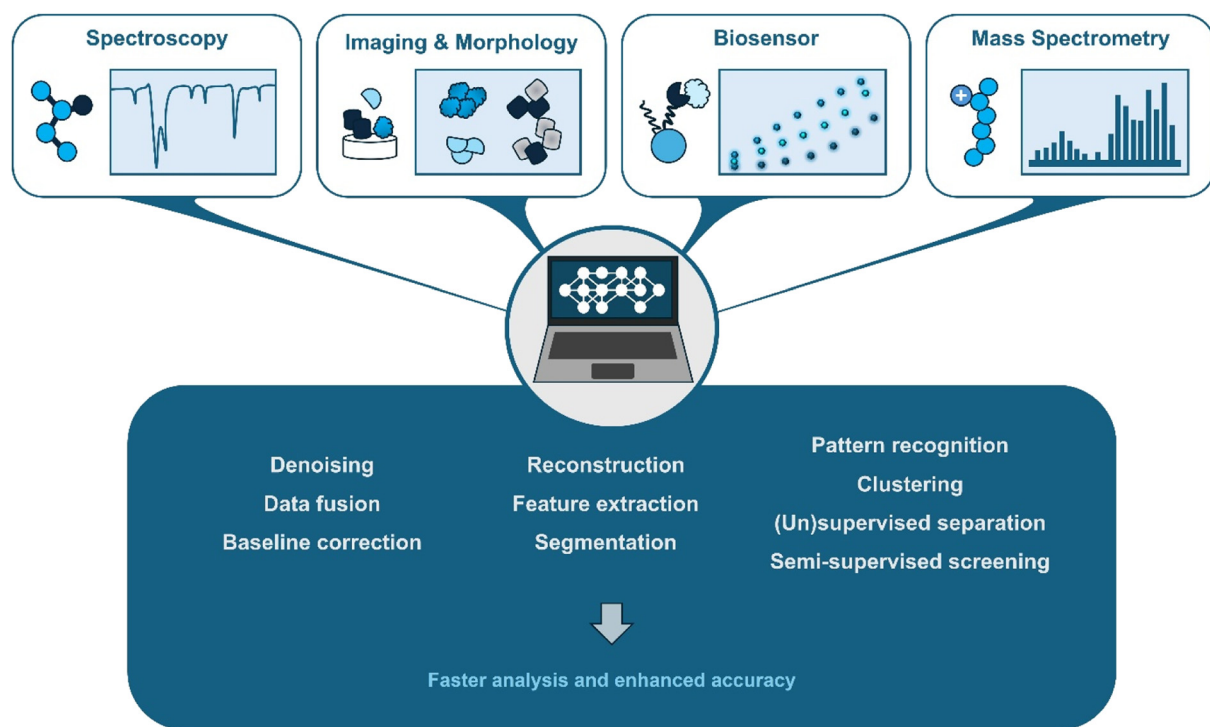 Spectroscopy
Imaging & Morphology
Biosensor
Mass Spectrometry
+
Denoising
Data fusion
Baseline correction
Reconstruction
Feature extraction
Segmentation
Pattern recognition
Clustering
(Un)supervised separation
Semi-supervised screening
Faster analysis and enhanced accuracy